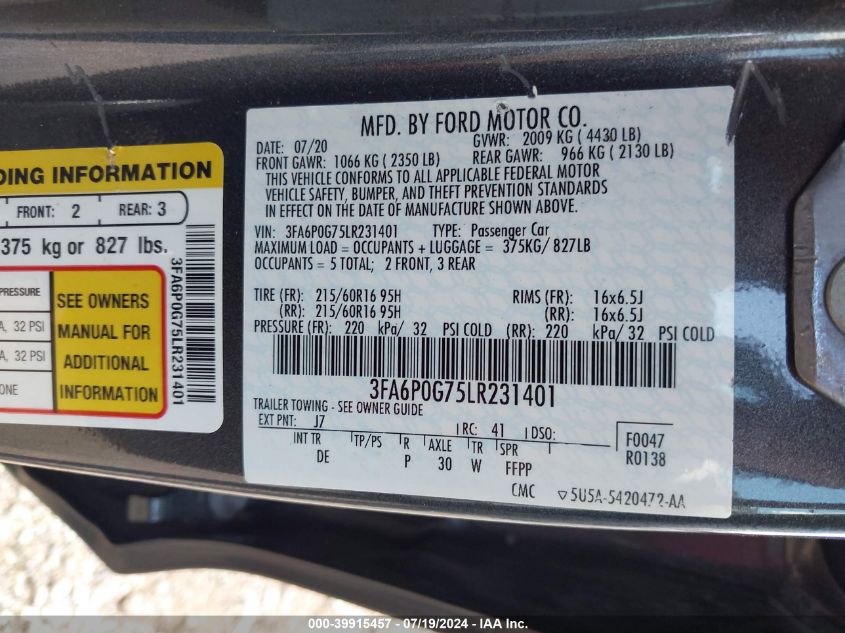 DING INFORMATION
FRONT: 2 REAR: 3
375 kg or 827 lbs.
PRESSURE
A, 32 PSI
A, 32 PSI
ONE
SEE OWNERS
MANUAL FOR
ADDITIONAL
INFORMATION
3FA6P0G75LR231401
MFD. BY FORD MOTOR CO.
DATE: 07/20 GVWR: 2009 KG ( 4430 LB)
FRONT GAWR: 1066 KG ( 2350 LB) REAR GAWR: 966 KG ( 2130 LB)
THIS VEHICLE CONFORMS TO ALL APPLICABLE FEDERAL MOTOR
VEHICLE SAFETY, BUMPER, AND THEFT PREVENTION STANDARDS
IN EFFECT ON THE DATE OF MANUFACTURE SHOWN ABOVE.
VIN: 3FA6P0G75LR231401 TYPE: Passenger Car
MAXIMUM LOAD = OCCUPANTS + LUGGAGE = 375KG/ 827LB
OCCUPANTS = 5 TOTAL; 2 FRONT, 3 REAR
TIRE (FR): 215/60R16 95H RIMS (FR): 16x6.5J
(RR): 215/60R16 95H (RR): 16x6.5J
PRESSURE (FR): 220 kPa/ 32 PSI COLD (RR): 220 kPa/ 32 PSI COLD
3FA6P0G75LR231401
TRAILER TOWING - SEE OWNER GUIDE
EXT PNT: J7 RC: 41 DSO:
INT TR TP/PS R AXLE TR SPR
DE P 30 W FFPP
F0047
R0138
CMC ▽5U5A-5420472-AA
000-39915457 - 07/19/2024 - IAAI.com